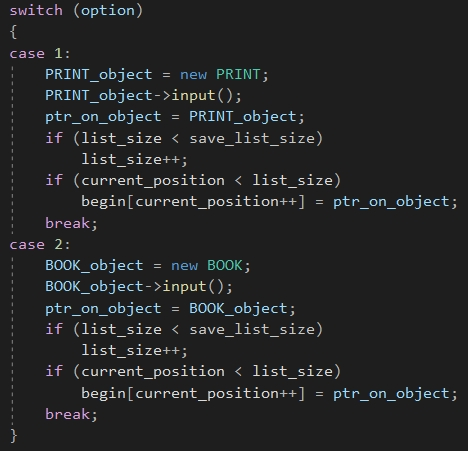 switch (option)
{
case 1:
    PRINT_object = new PRINT;
    PRINT_object->input();
    ptr_on_object = PRINT_object;
    if (list_size < save_list_size)
        list_size++;
    if (current_position < list_size)
        begin[current_position++] = ptr_on_object;
    break;
case 2:
    BOOK_object = new BOOK;
    BOOK_object->input();
    ptr_on_object = BOOK_object;
    if (list_size < save_list_size)
        list_size++;
    if (current_position < list_size)
        begin[current_position++] = ptr_on_object;
    break;
}